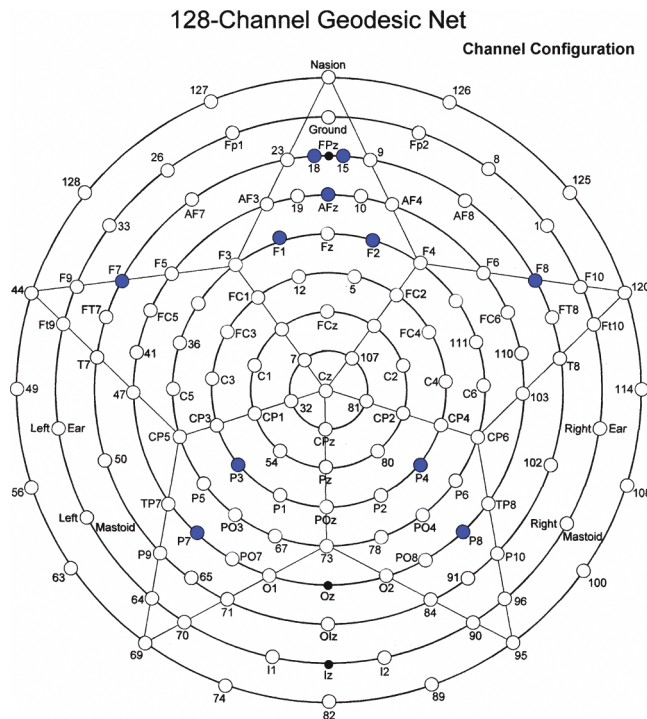 128-Channel Geodesic Net
Channel Configuration
Nasion
127
126
Ground
Fp1
Fp2
FPz
23
18
15
9
26
8
128
125
AF3
19
AFz
10
AF4
AF7
AF8
33
1
F1
Fz
F2
F3
F4
F9
F7
F5
F6
F8
F10
44
120
12
5
FC1
FC2
FT7
FC5
FC6
FT8
Ft9
Ft10
FCz
FC3
FC4
36
111
41
110
7
107
T7
T8
C1
C2
C3
C4
C5
C6
Cz
49
47
103
114
32
81
CP3
CP1
CP2
CP4
Left Ear
Right Ear
CP5
CP6
CPz
54
80
50
102
Pz
P3
P4
56
108
P5
P6
P1
P2
TP7
TP8
POz
PO3
PO4
Left Mastoid
Right Mastoid
67
78
P7
P8
73
P9
PO7
PO8
P10
63
100
65
O1
O2
91
Oz
64
71
84
96
70
OIz
90
69
95
I1
Iz
I2
74
89
82